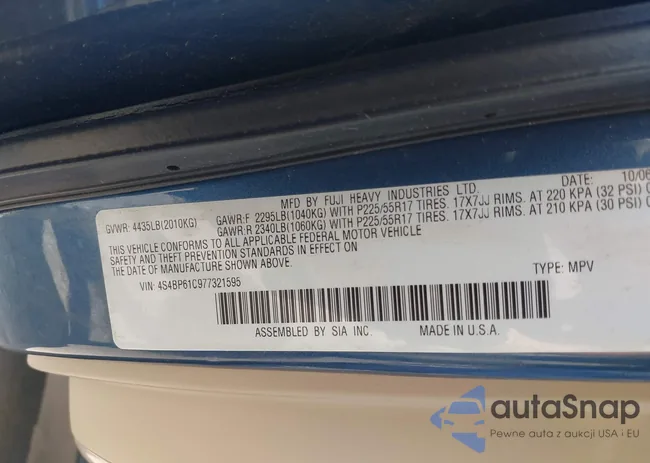 MFD BY FUJI HEAVY INDUSTRIES LTD. DATE: 10/06
GVWR: 4435LB(2010KG) GAWR:F 2295LB(1040KG) WITH P225/55R17 TIRES. 17X7JJ RIMS. AT 220 KPA (32 PSI) C
GAWR:R 2340LB(1060KG) WITH P225/55R17 TIRES. 17X7JJ RIMS. AT 210 KPA (30 PSI) C
THIS VEHICLE CONFORMS TO ALL APPLICABLE FEDERAL MOTOR VEHICLE
SAFETY AND THEFT PREVENTION STANDARDS IN EFFECT ON
THE DATE OF MANUFACTURE SHOWN ABOVE.
VIN: 4S4BP61C977321595 TYPE: MPV
ASSEMBLED BY SIA INC. MADE IN U.S.A.
autaSnap
Pewne auta z aukcji USA i EU